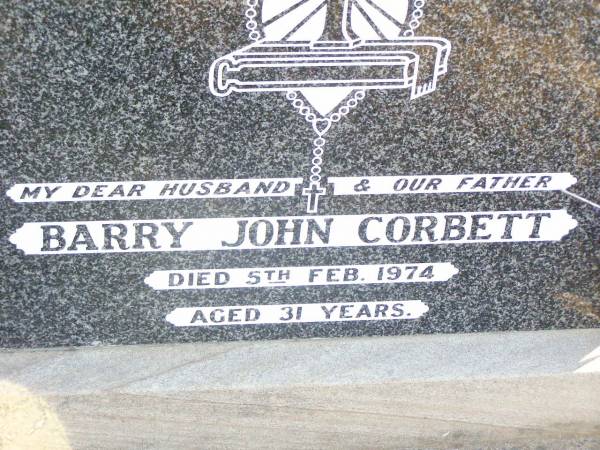 MY DEAR HUSBAND & OUR FATHER
BARRY JOHN CORBETT
DIED 5TH FEB. 1974
AGED 31 YEARS.